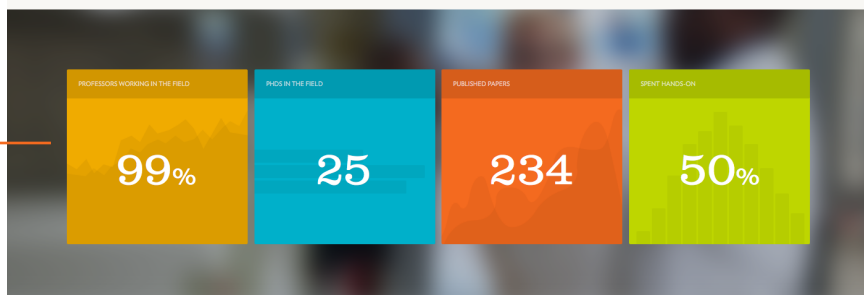 PROFESSORS WORKING IN THE FIELD
99%
PHDS IN THE FIELD
25
PUBLISHED PAPERS
234
SPENT HANDS-ON
50%